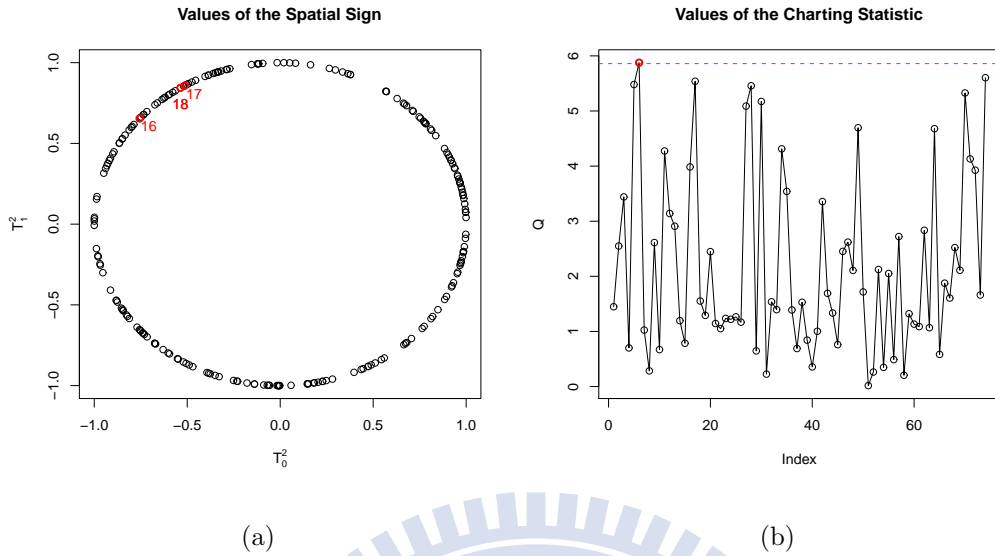 Values of the Spatial Sign
T₁²
1.0
0.5
0.0
−0.5
−1.0
16
17
18
−1.0 −0.5 0.0 0.5 1.0
T₀²
(a)
Values of the Charting Statistic
Q
6
5
4
3
2
1
0
0 20 40 60
Index
(b)